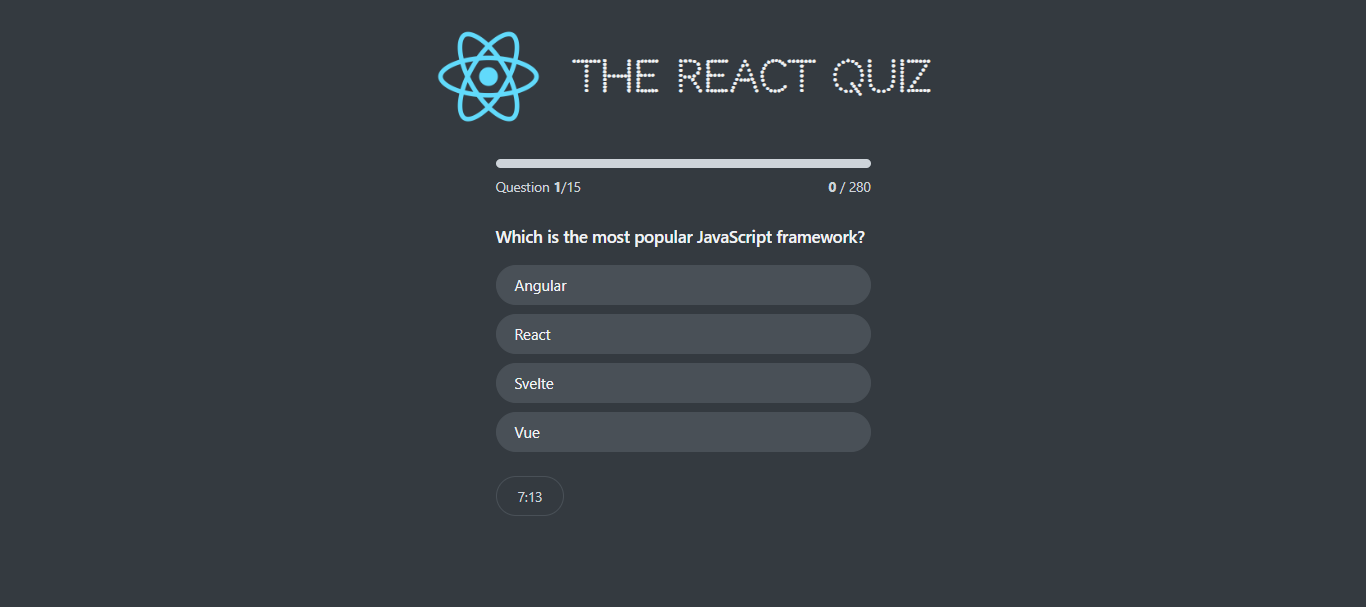 THE REACT QUIZ
Question 1/15
0 / 280
Which is the most popular JavaScript framework?
Angular
React
Svelte
Vue
7:13